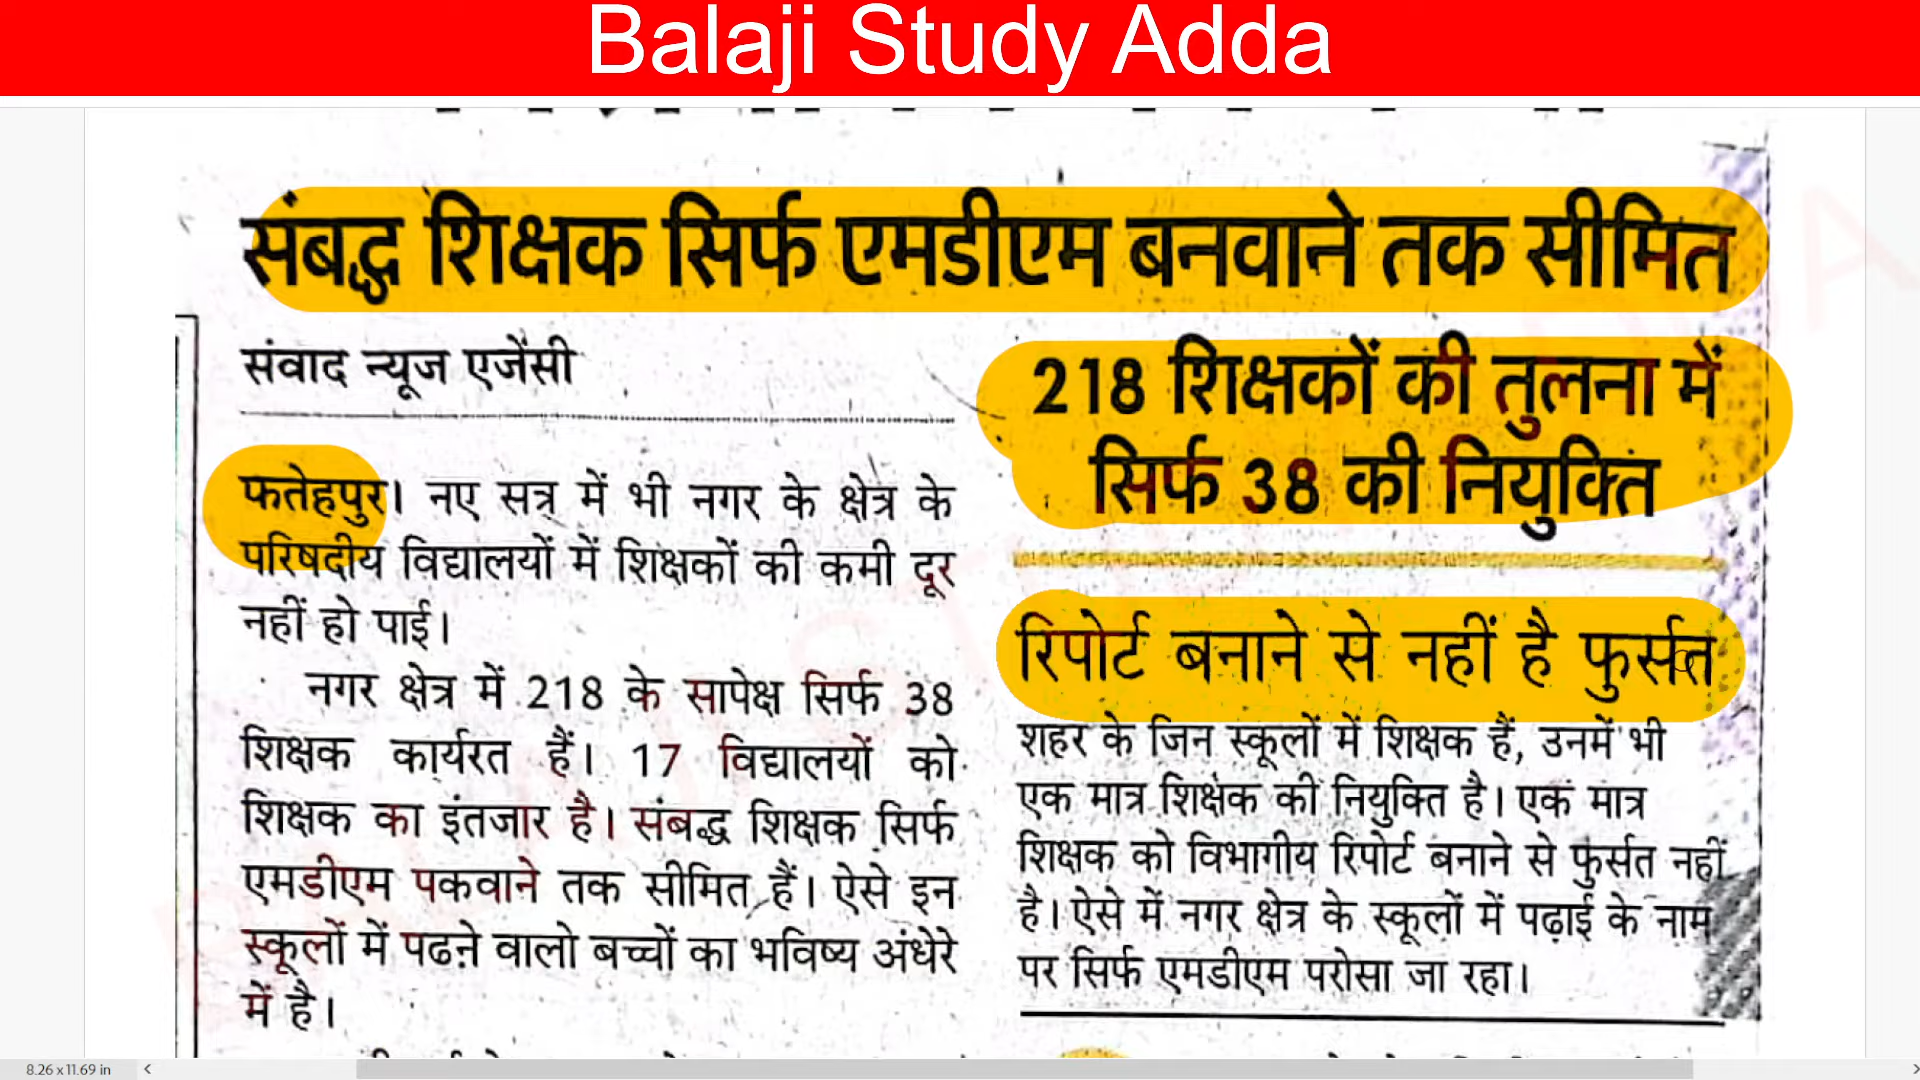 Balaji Study Adda
संबद्ध शिक्षक सिर्फ एमडीएम बनवाने तक सीमित
संवाद न्यूज एजेंसी
फतेहपुर। नए सत्र में भी नगर के क्षेत्र के
परिषदीय विद्यालयों में शिक्षकों की कमी दूर
नहीं हो पाई।
नगर क्षेत्र में 218 के सापेक्ष सिर्फ 38
शिक्षक कार्यरत हैं। 17 विद्यालयों को
शिक्षक का इंतजार है। संबद्ध शिक्षक सिर्फ
एमडीएम पकवाने तक सीमित हैं। ऐसे इन
स्कूलों में पढने वालो बच्चों का भविष्य अंधेरे
में है।
218 शिक्षकों की तुलना में
सिर्फ 38 की नियुक्ति
रिपोर्ट बनाने से नहीं है फुर्सत
शहर के जिन स्कूलों में शिक्षक हैं, उनमें भी
एक मात्र शिक्षक की नियुक्ति है। एक मात्र
शिक्षक को विभागीय रिपोर्ट बनाने से फुर्सत नहीं
है। ऐसे में नगर क्षेत्र के स्कूलों में पढ़ाई के नाम
पर सिर्फ एमडीएम परोसा जा रहा।
8.26 x 11.69 in